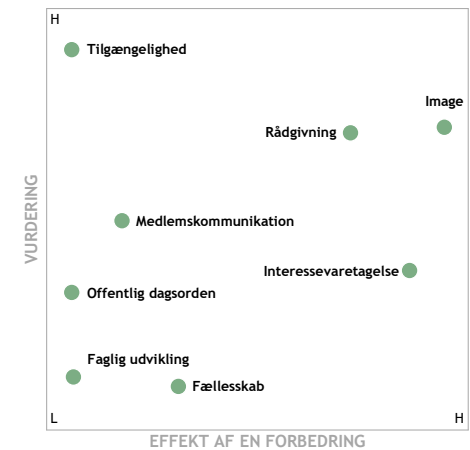 H
Tilgængelighed
Image
Rådgivning
VURDERING
Medlemskommunikation
Interessevaretagelse
Offentlig dagsorden
Faglig udvikling
Fællesskab
L
H
EFFEKT AF EN FORBEDRING